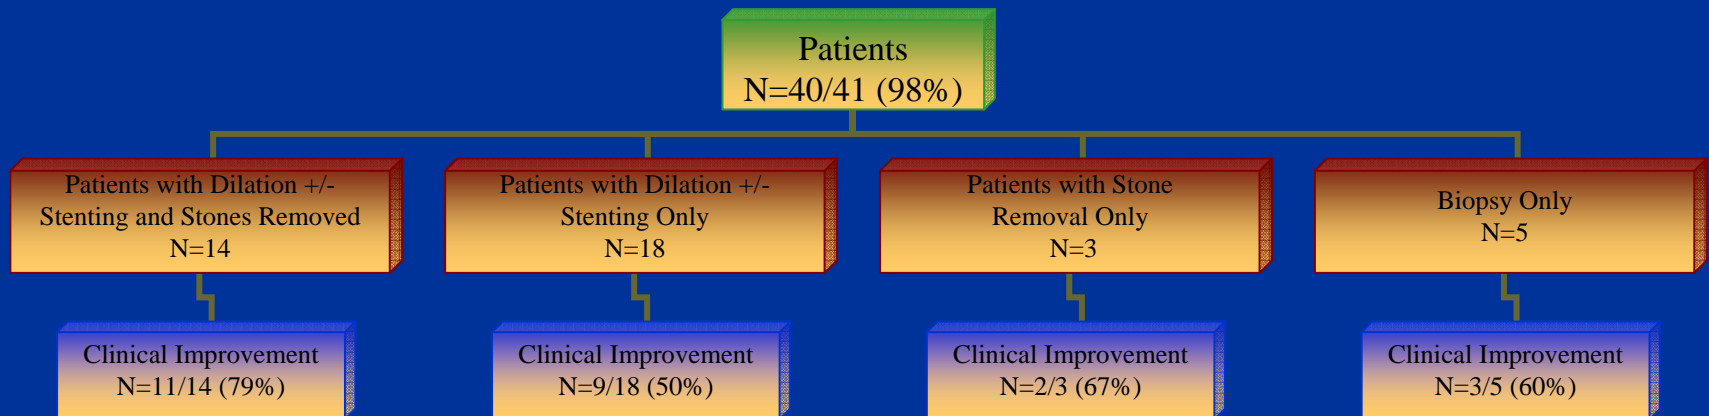 Patients
N=40/41 (98%)
Patients with Dilation +/-
Stenting and Stones Removed
N=14
Patients with Dilation +/-
Stenting Only
N=18
Patients with Stone
Removal Only
N=3
Biopsy Only
N=5
Clinical Improvement
N=11/14 (79%)
Clinical Improvement
N=9/18 (50%)
Clinical Improvement
N=2/3 (67%)
Clinical Improvement
N=3/5 (60%)